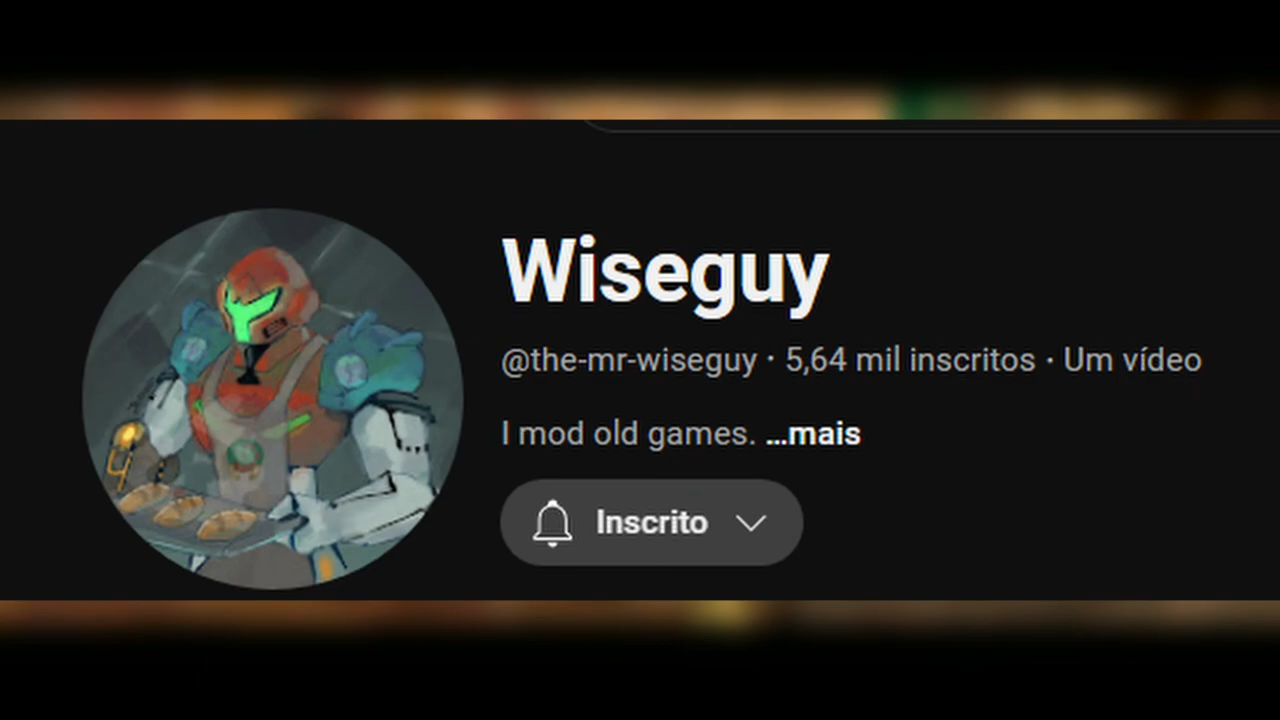 Wiseguy
@the-mr-wiseguy · 5,64 mil inscritos · Um vídeo
I mod old games. ...mais
Inscrito